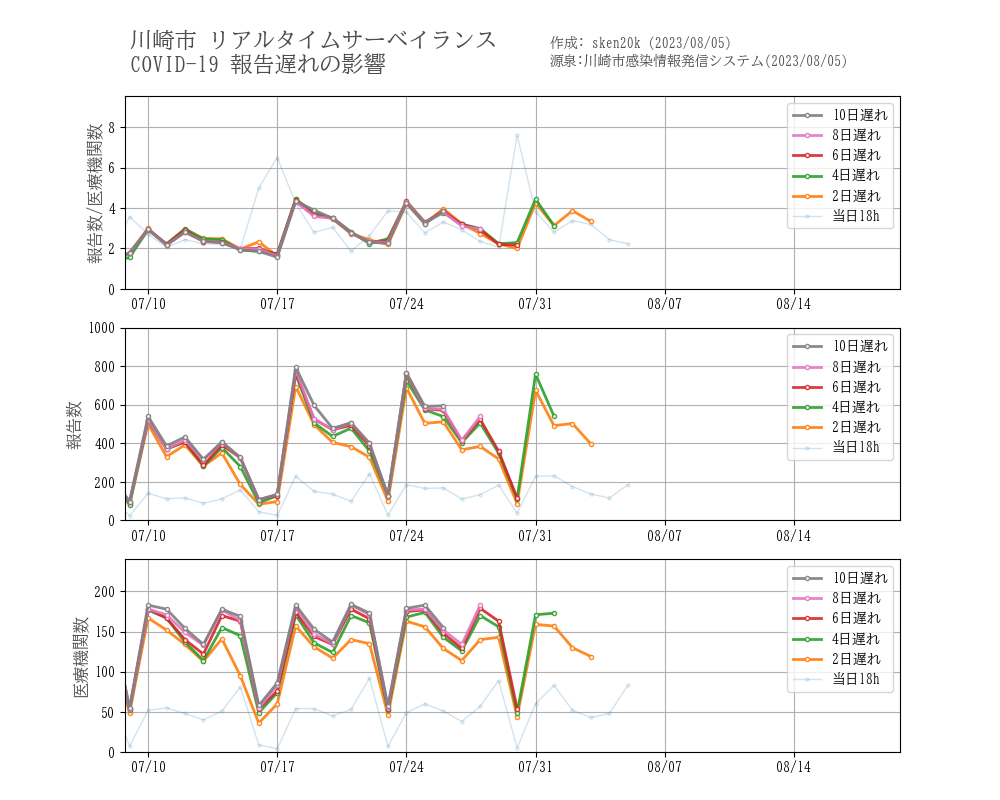 川崎市 リアルタイムサーベイランス
COVID-19 報告遅れの影響
作成: sken20k (2023/08/05)
源泉:川崎市感染情報発信システム(2023/08/05)
報告数/医療機関数
8
6
4
2
0
10日遅れ
8日遅れ
6日遅れ
4日遅れ
2日遅れ
当日18h
07/10 07/17 07/24 07/31 08/07 08/14
報告数
1000
800
600
400
200
0
10日遅れ
8日遅れ
6日遅れ
4日遅れ
2日遅れ
当日18h
07/10 07/17 07/24 07/31 08/07 08/14
医療機関数
200
150
100
50
0
10日遅れ
8日遅れ
6日遅れ
4日遅れ
2日遅れ
当日18h
07/10 07/17 07/24 07/31 08/07 08/14